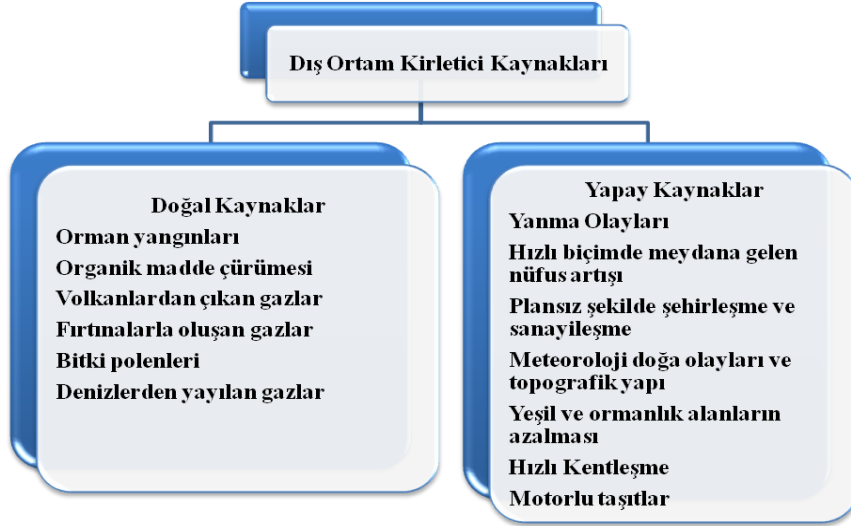 Dış Ortam Kirletici Kaynakları
Doğal Kaynaklar
Orman yangınları
Organik madde çürümesi
Volkanlardan çıkan gazlar
Fırtınalarla oluşan gazlar
Bitki polenleri
Denizlerden yayılan gazlar
Yapay Kaynaklar
Yanma Olayları
Hızlı biçimde meydana gelen
nüfus artışı
Plansız şekilde şehirleşme ve
sanayileşme
Meteoroloji doğa olayları ve
topografik yapı
Yeşil ve ormanlık alanların
azalması
Hızlı Kentleşme
Motorlu taşıtlar